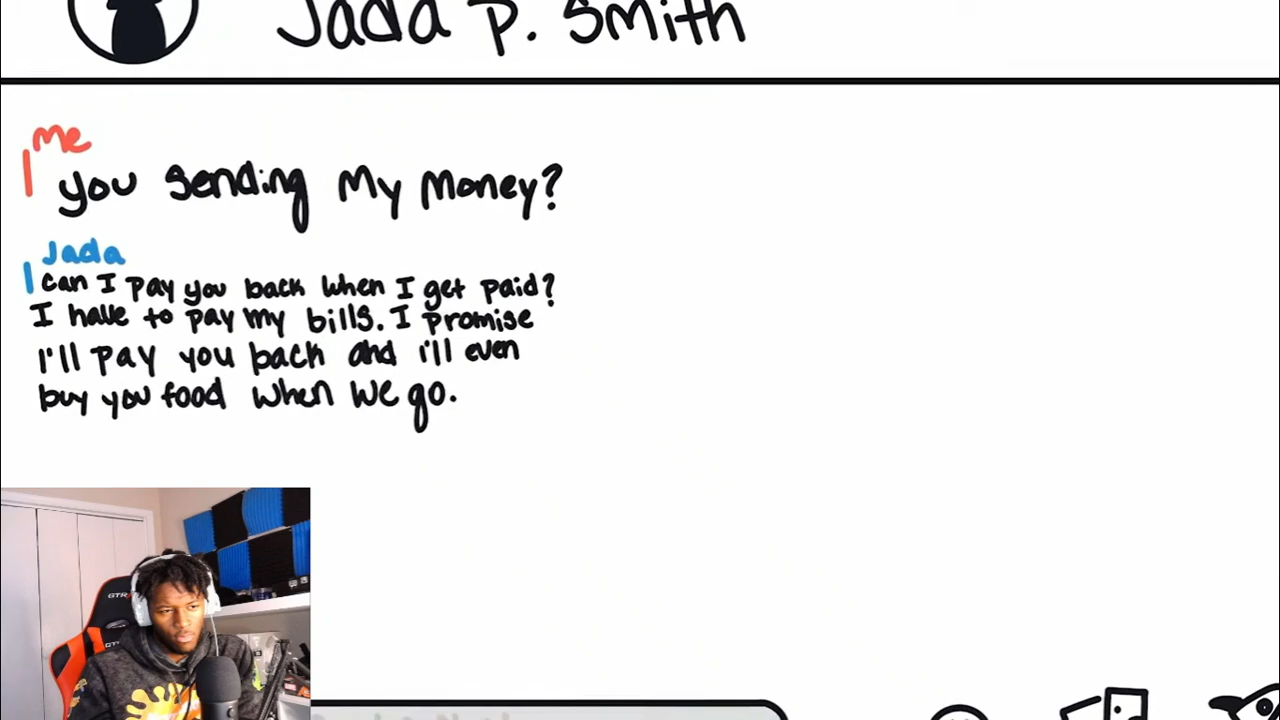 Jada P. Smith
Me
you sending My Money?
Jada
can I pay you back when I get paid?
I have to pay my bills. I promise
I'll pay you back and i'll even
buy you food when we go.
GTR